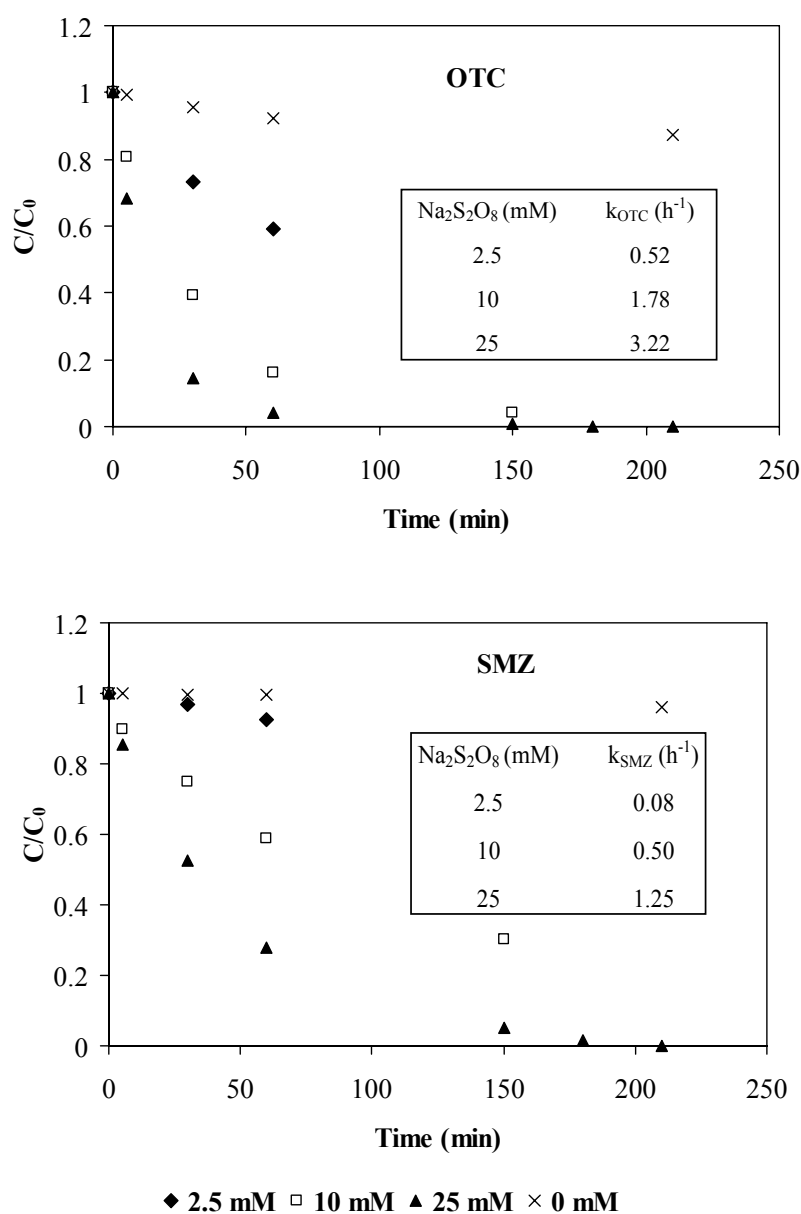 1.2
OTC
1
0.8
Na₂S₂O₈ (mM) k_OTC (h⁻¹)
0.6
2.5 0.52
C/C₀
0.4
10 1.78
25 3.22
0.2
0
0 50 100 150 200 250
Time (min)
1.2
SMZ
1
Na₂S₂O₈ (mM) k_SMZ (h⁻¹)
0.8
2.5 0.08
0.6
10 0.50
C/C₀
0.4
25 1.25
0.2
0
0 50 100 150 200 250
Time (min)
2.5 mM 10 mM 25 mM 0 mM